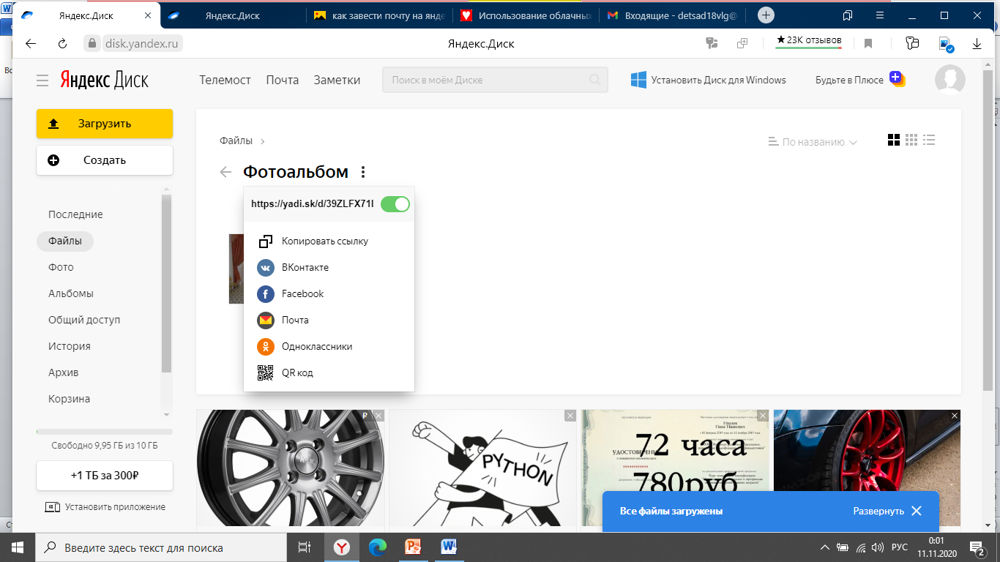 Яндекс.Диск
Яндекс.Диск
как завести почту на янде
Использование облачных
Входящие - detsad18vlg@
disk.yandex.ru
Яндекс.Диск
★23K отзывов
Яндекс Диск
Телемост
Почта
Заметки
Поиск в моём Диске
Установить Диск для Windows
Будьте в Плюсе
Загрузить
Создать
Последние
Файлы
Фото
Альбомы
Общий доступ
История
Архив
Корзина
Свободно 9,95 ГБ из 10 ГБ
+1 ТБ за 300₽
Установить приложение
Файлы
По названию
Фотоальбом
https://yadi.sk/d/39ZLFX71I
Копировать ссылку
ВКонтакте
Facebook
Почта
Одноклассники
QR код
₽
PYTHON
72 часа
780руб
Все файлы загружены
Развернуть
Введите здесь текст для поиска
РУС
0:01
11.11.2020
2